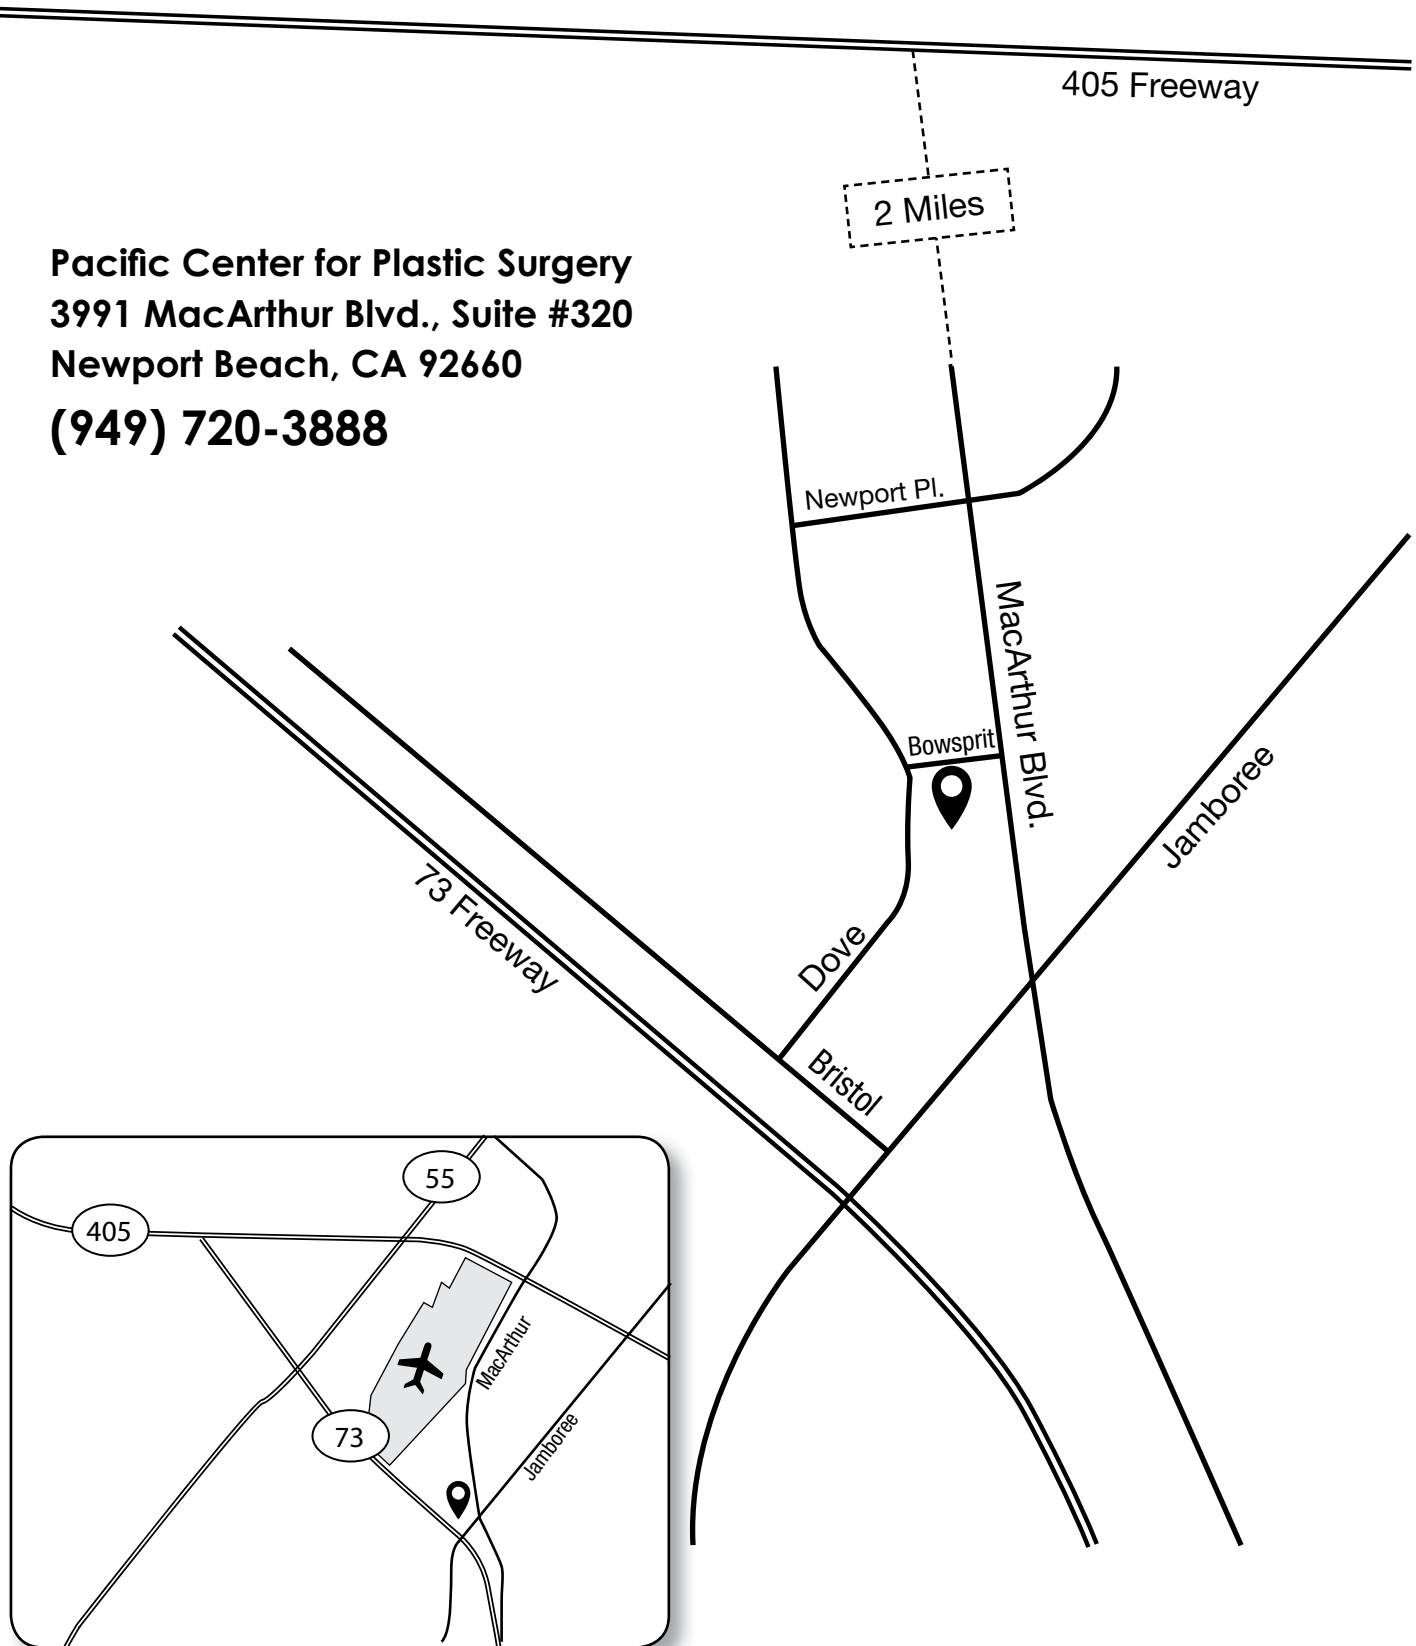 405 Freeway
2 Miles
Pacific Center for Plastic Surgery
3991 MacArthur Blvd., Suite #320
Newport Beach, CA 92660
(949) 720-3888
Newport Pl.
MacArthur Blvd.
Bowsprit
Jamboree
73 Freeway
Dove
Bristol
55
405
MacArthur
Jamboree
73